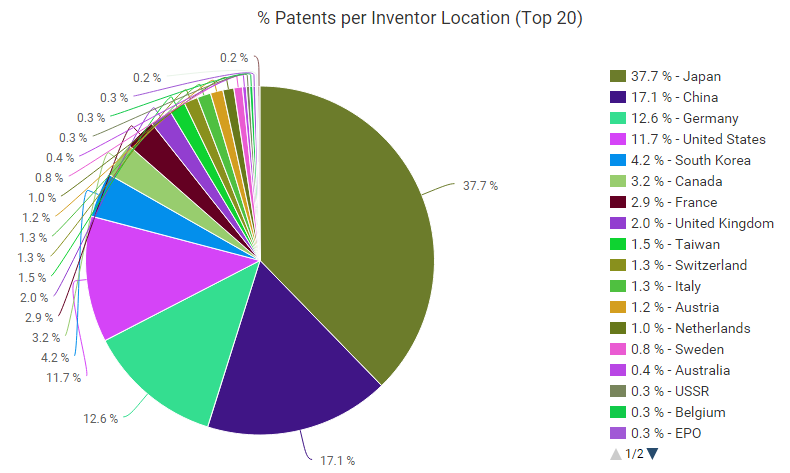 % Patents per Inventor Location (Top 20)
0.2 %
0.2 %
0.3 %
0.3 %
0.3 %
0.4 %
0.8 %
1.0 %
1.2 %
1.3 %
1.3 %
1.5 %
2.0 %
2.9 %
3.2 %
4.2 %
11.7 %
12.6 %
17.1 %
37.7 %
37.7 % - Japan
17.1 % - China
12.6 % - Germany
11.7 % - United States
4.2 % - South Korea
3.2 % - Canada
2.9 % - France
2.0 % - United Kingdom
1.5 % - Taiwan
1.3 % - Switzerland
1.3 % - Italy
1.2 % - Austria
1.0 % - Netherlands
0.8 % - Sweden
0.4 % - Australia
0.3 % - USSR
0.3 % - Belgium
0.3 % - EPO
1/2